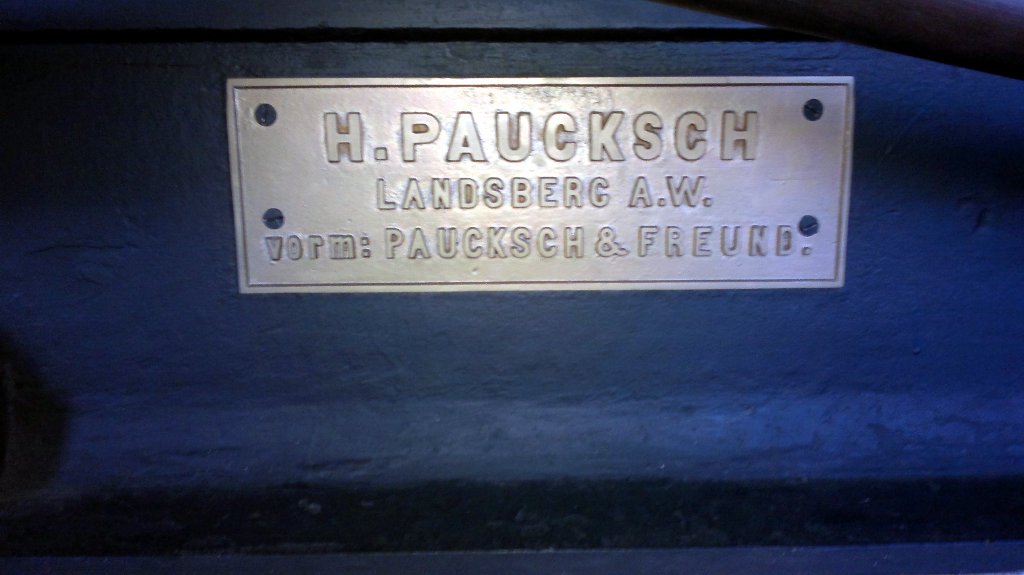 H. PAUCKSCH
LANDSBERG A.W.
vorm: PAUCKSCH & FREUND.